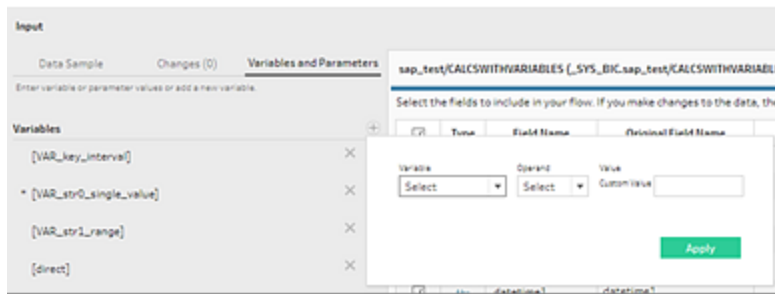 Input
Data Sample
Changes (0)
Variables and Parameters
Enter variable or parameter values or add a new variable.
Variables
[VAR_key_interval]
* [VAR_str0_single_value]
[VAR_str1_range]
[direct]
sap_test/CALCSWITHVARIABLES (_SYS_BIC.sap_test/CALCSWITHVARIABL
Select the fields to include in your flow. If you make changes to the data, th
Type Field Name Original Field Name
Variable Operand Value
Select Select Custom Value
Apply
datetime1 datetime1